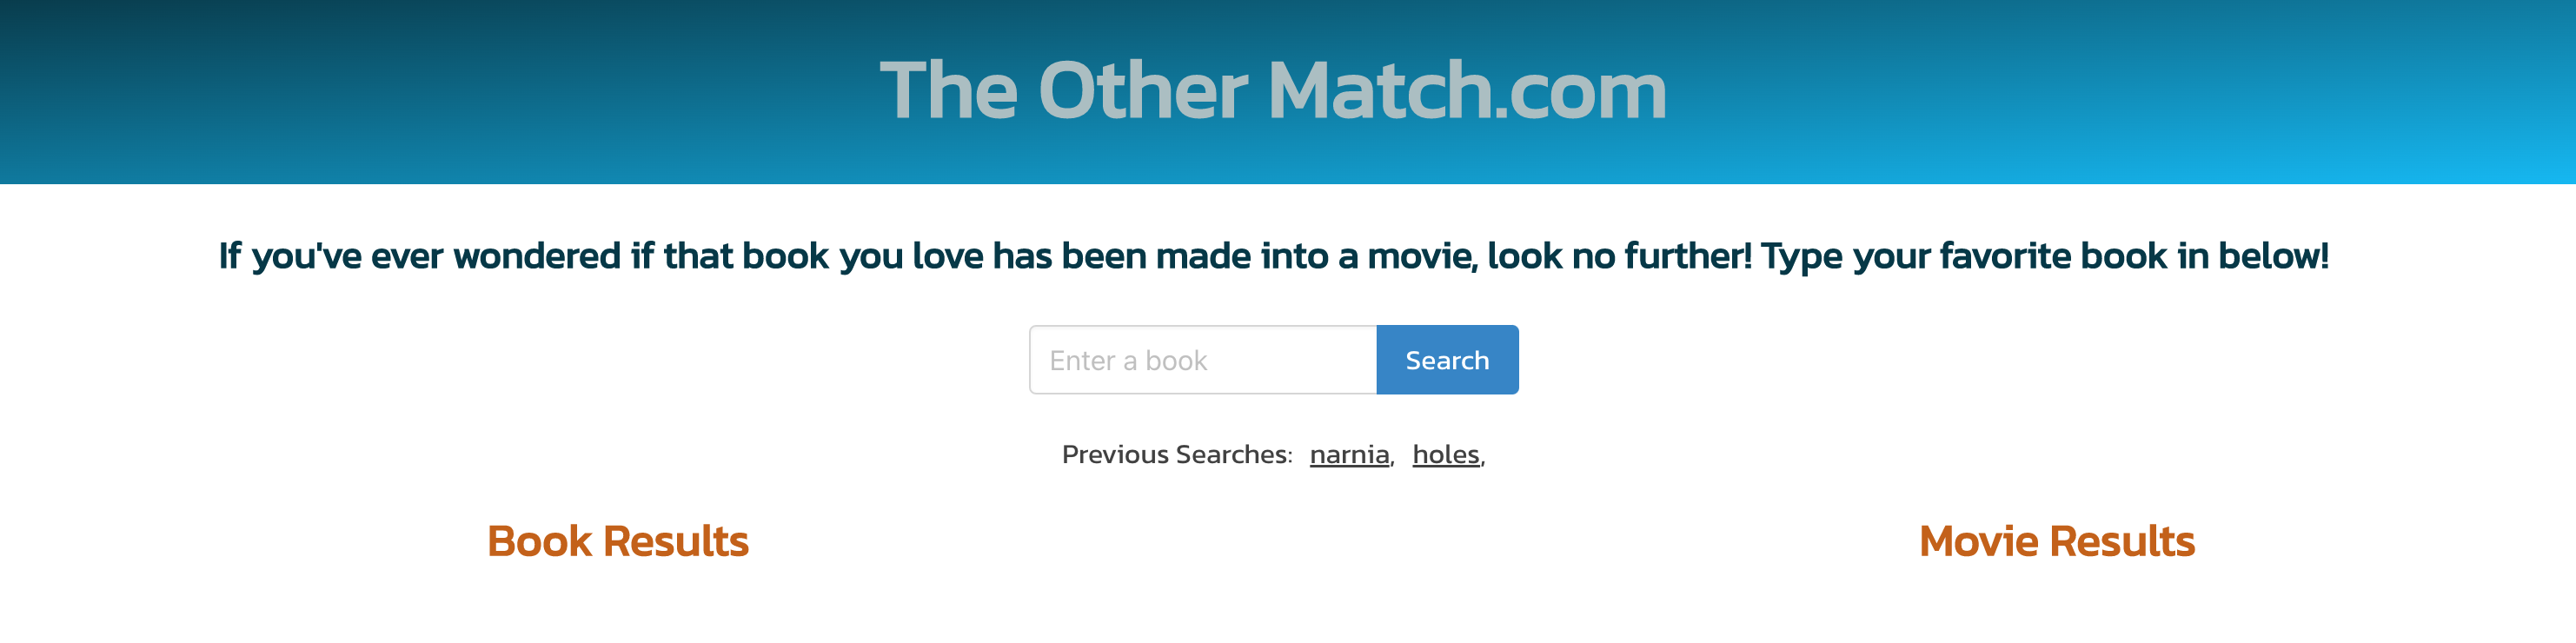 The Other Match.com
If you've ever wondered if that book you love has been made into a movie, look no further! Type your favorite book in below!
Enter a book Search
Previous Searches: narnia, holes,
Book Results Movie Results